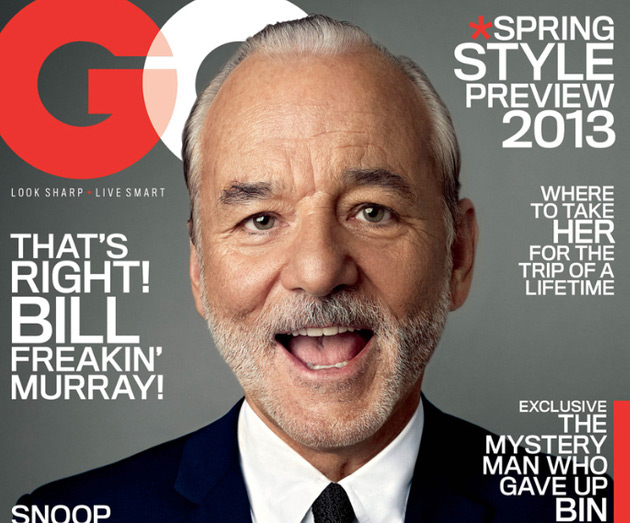 GQ
LOOK SHARP + LIVE SMART
THAT'S
RIGHT!
BILL
FREAKIN'
MURRAY!
SNOOP
*SPRING
STYLE
PREVIEW
2013
WHERE
TO TAKE
HER
FOR THE
TRIP OF A
LIFETIME
EXCLUSIVE
THE
MYSTERY
MAN WHO
GAVE UP
BIN